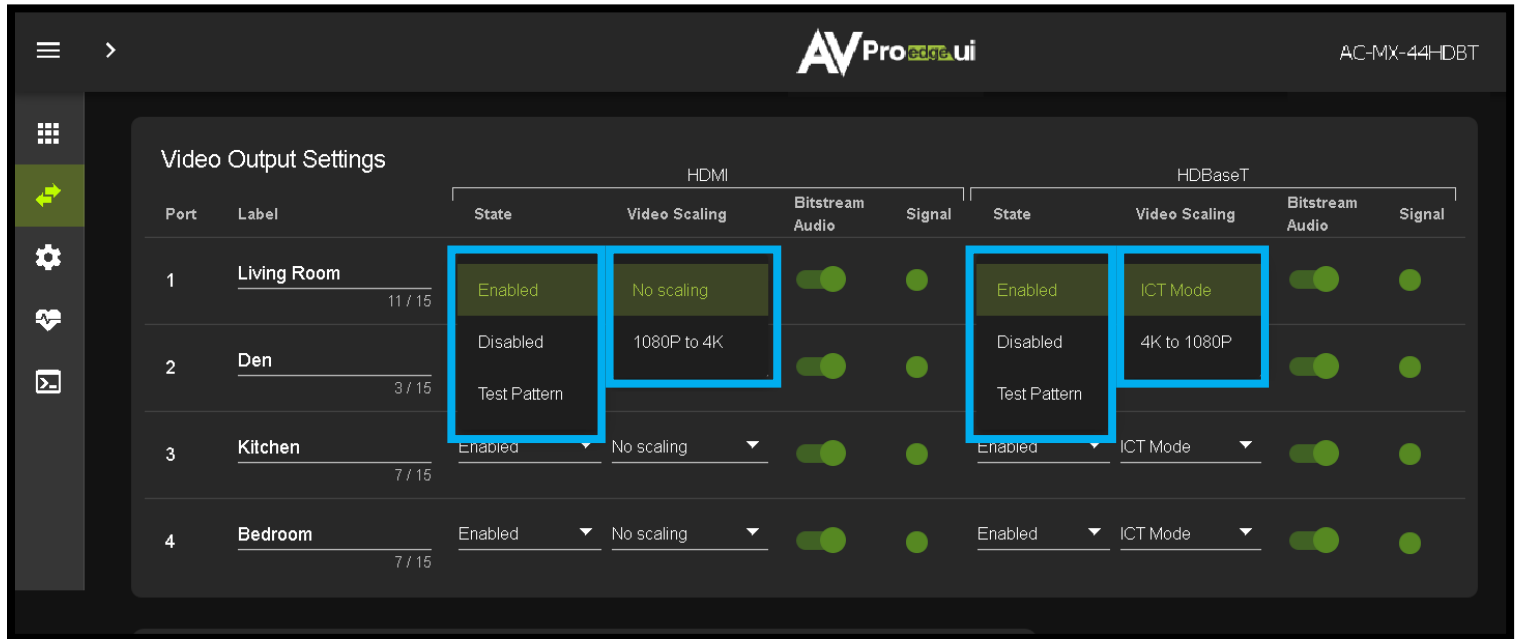 AVPro edge.ui
AC-MX-44HDBT
Video Output Settings
HDMI HDBaseT
Port Label State Video Scaling Bitstream Audio Signal State Video Scaling Bitstream Audio Signal
1 Living Room Enabled No scaling Enabled ICT Mode
11 / 15
Disabled 1080P to 4K Disabled 4K to 1080P
2 Den
3 / 15
Test Pattern Test Pattern
3 Kitchen Enabled No scaling Enabled ICT Mode
7 / 15
4 Bedroom Enabled No scaling Enabled ICT Mode
7 / 15